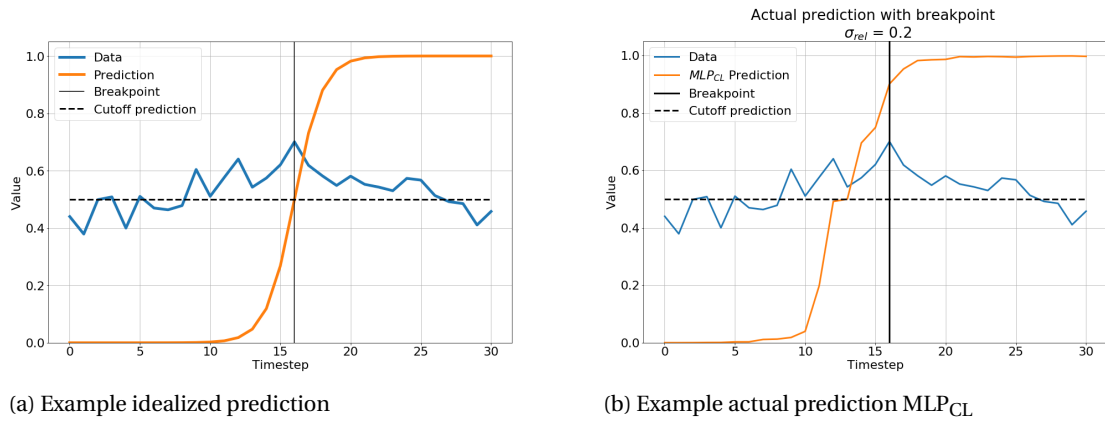 1.0
0.8
0.6
0.4
0.2
0.0
Value
Data
Prediction
Breakpoint
Cutoff prediction
0 5 10 15 20 25 30
Timestep
(a) Example idealized prediction
Actual prediction with breakpoint
σrel = 0.2
1.0
0.8
0.6
0.4
0.2
0.0
Value
Data
MLPCL Prediction
Breakpoint
Cutoff prediction
0 5 10 15 20 25 30
Timestep
(b) Example actual prediction MLPCL